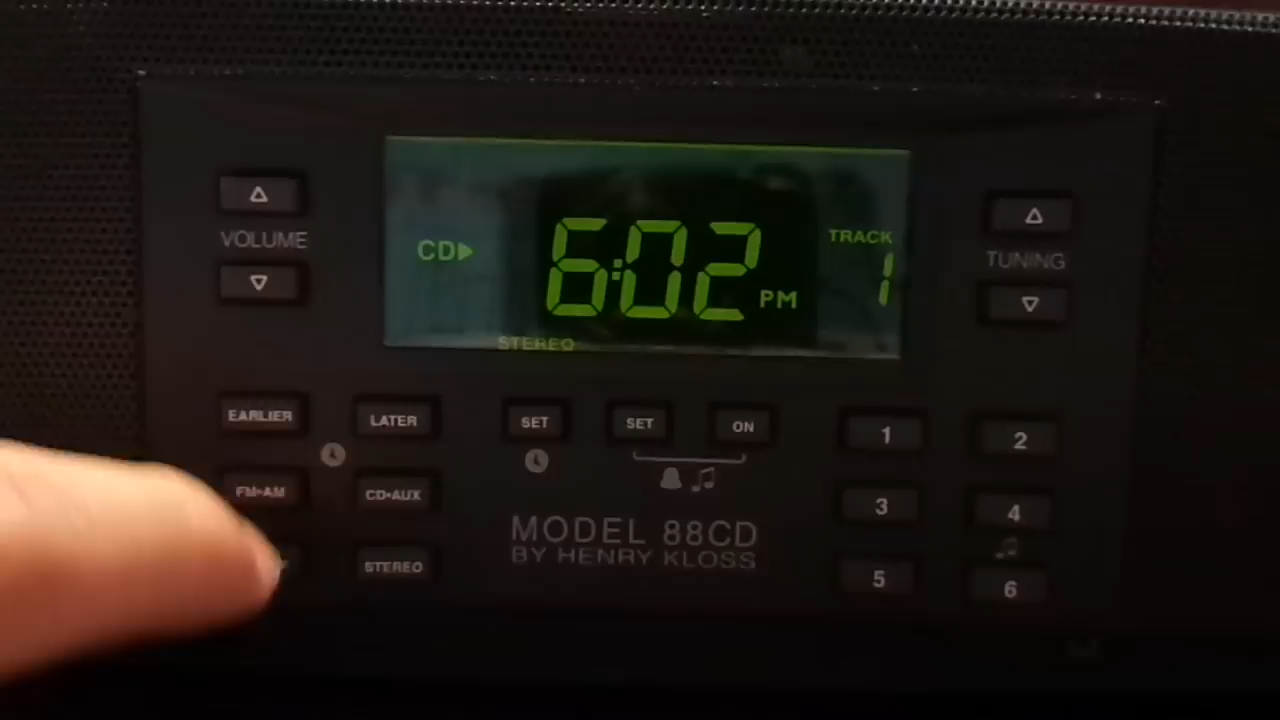 VOLUME
CD
6:02 PM
TRACK
1
STEREO
TUNING
EARLIER
LATER
SET
SET
ON
1
2
FM•AM
CD•AUX
3
4
STEREO
5
6
MODEL 88CD
BY HENRY KLOSS